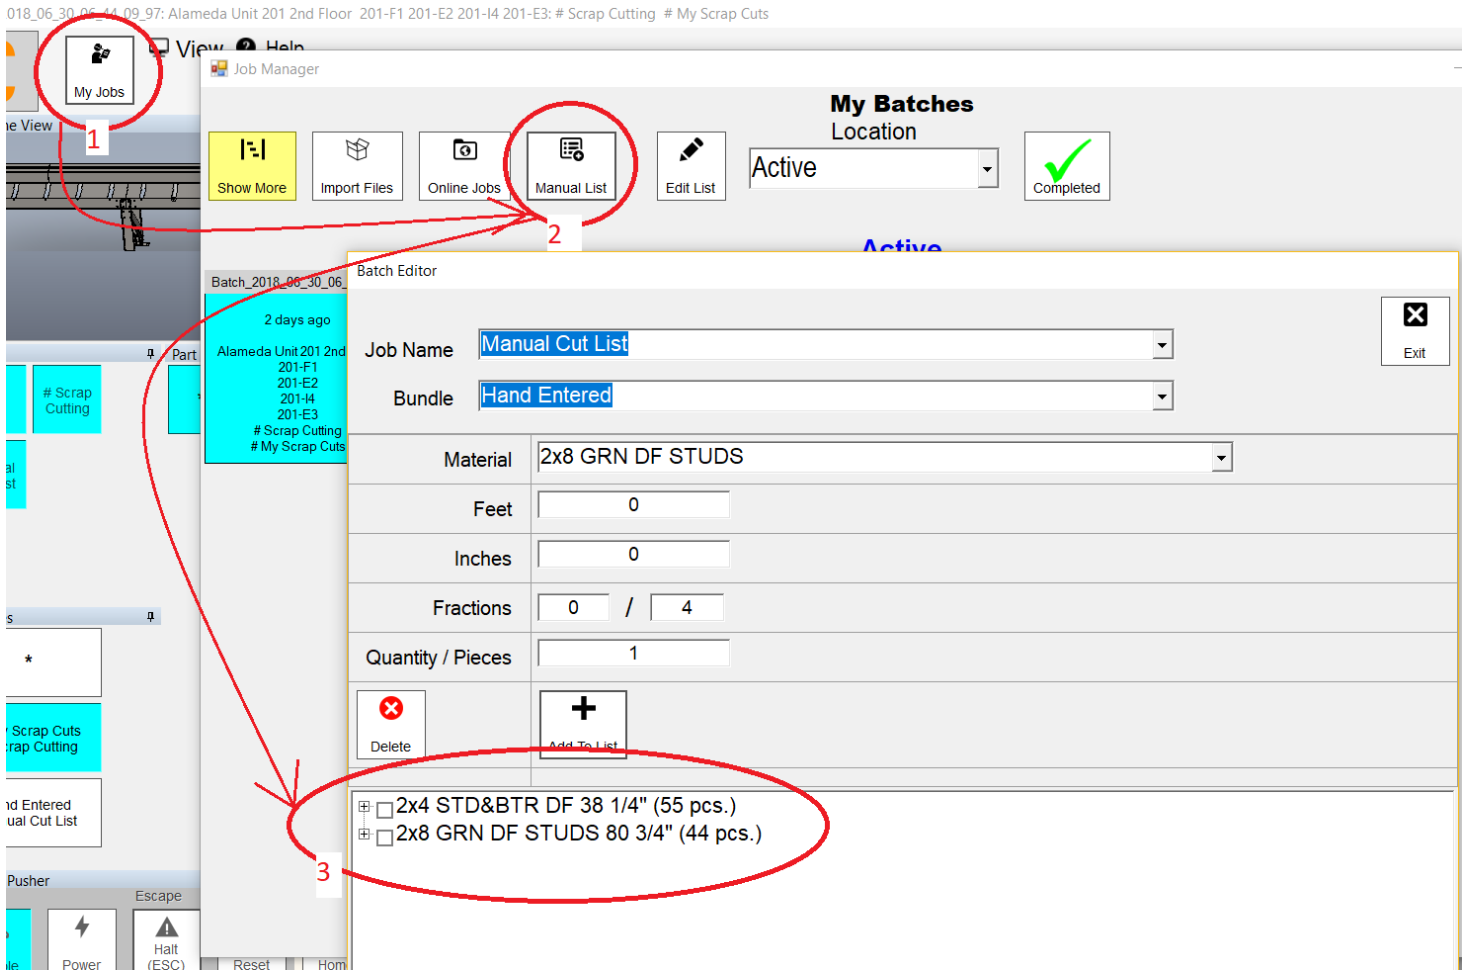 018_06_30_06_44_09_97: Alameda Unit 201 2nd Floor 201-F1 201-E2 201-I4 201-E3: # Scrap Cutting # My Scrap Cuts
My Jobs
View
Help
1
Job Manager
My Batches
Location
Show More
Import Files
Online Jobs
Manual List
Edit List
Active
Completed
2
Active
Batch_2018_06_30_06_
2 days ago
Alameda Unit 201 2nd
201-F1
201-E2
201-I4
201-E3
# Scrap Cutting
# My Scrap Cuts
Batch Editor
Exit
Job Name
Manual Cut List
Bundle
Hand Entered
Material
2x8 GRN DF STUDS
Feet
0
Inches
0
Fractions
0 / 4
Quantity / Pieces
1
Delete
Add To List
2x4 STD&BTR DF 38 1/4" (55 pcs.)
2x8 GRN DF STUDS 80 3/4" (44 pcs.)
3
ne View
Part
# Scrap
Cutting
*
Scrap Cuts
rap Cutting
nd Entered
ual Cut List
Pusher
Escape
Power
Halt
(ESC)
Reset
Hom